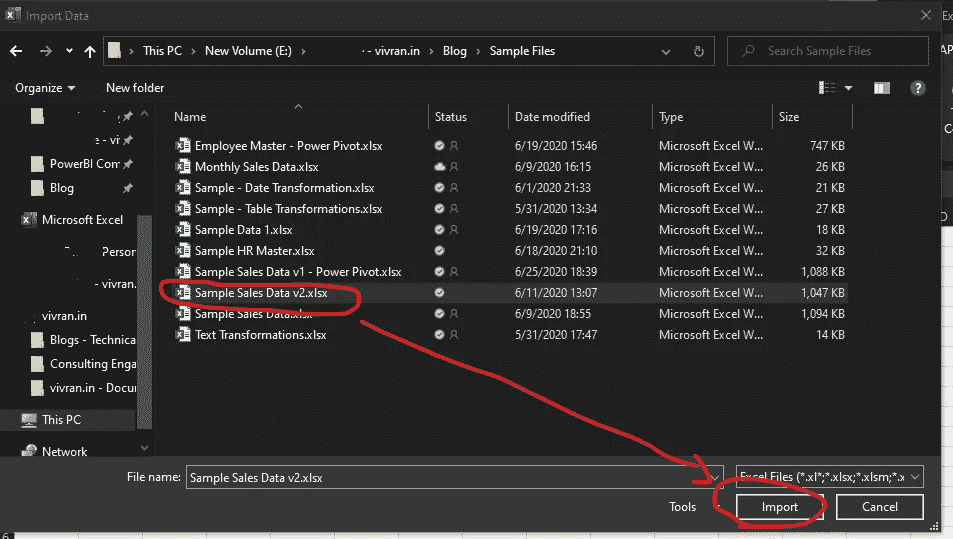 Import Data
Ex
This PC > New Volume (E:) > - vivran.in > Blog > Sample Files
Search Sample Files
AP
Organize
New folder
?
Name
Status
Date modified
Type
Size
Employee Master - Power Pivot.xlsx 6/19/2020 15:46 Microsoft Excel W... 747 KB
Monthly Sales Data.xlsx 6/9/2020 16:15 Microsoft Excel W... 26 KB
Sample - Date Transformation.xlsx 6/1/2020 21:33 Microsoft Excel W... 21 KB
Sample - Table Transformations.xlsx 5/31/2020 13:34 Microsoft Excel W... 27 KB
Sample Data 1.xlsx 6/19/2020 17:16 Microsoft Excel W... 18 KB
Sample HR Master.xlsx 6/18/2020 21:10 Microsoft Excel W... 32 KB
Sample Sales Data v1 - Power Pivot.xlsx 6/25/2020 18:39 Microsoft Excel W... 1,088 KB
Sample Sales Data v2.xlsx 6/11/2020 13:07 Microsoft Excel W... 1,047 KB
Sample Sales Data.xlsx 6/9/2020 18:55 Microsoft Excel W... 1,094 KB
Text Transformations.xlsx 5/31/2020 17:47 Microsoft Excel W... 14 KB
e - vi
PowerBI Com
Blog
Microsoft Excel
Person
- vivran.
vivran.in
Blogs - Technica
Consulting Enga
vivran.in - Docu
This PC
Network
File name:
Sample Sales Data v2.xlsx
Excel Files (*.xl*;*.xlsx;*.xlsm;*.x
Tools
Import
Cancel
6